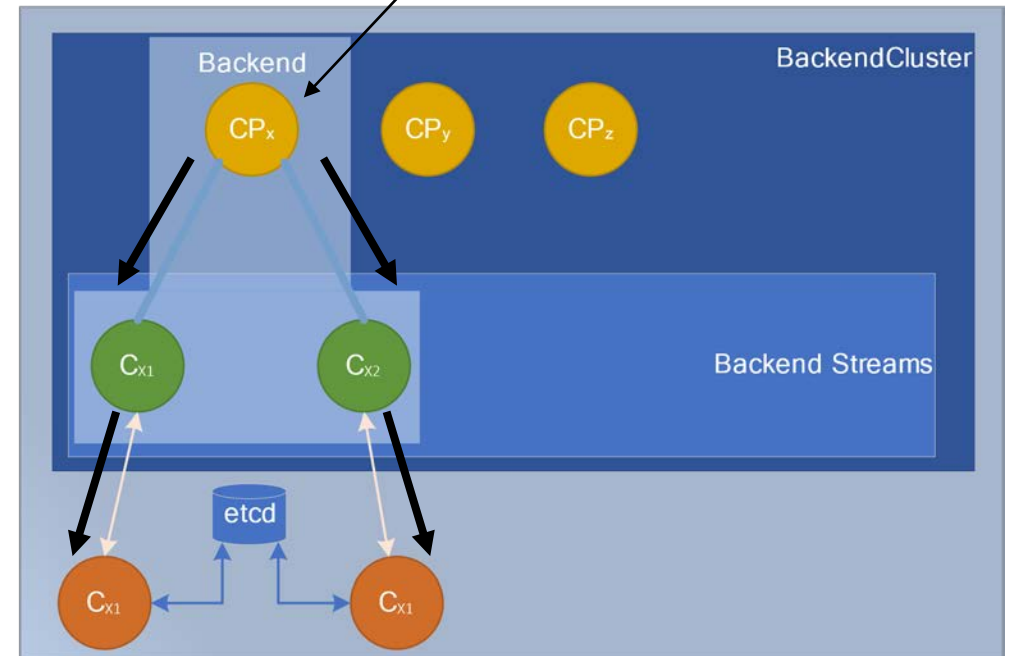 BackendCluster
Backend
CPx
CPy
CPz
Cx1
Cx2
Backend Streams
etcd
Cx1
Cx1